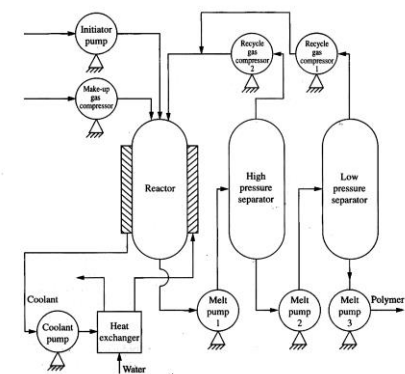 Initiator
pump
Recycle
gas
compressor
2
Recycle
gas
compressor
1
Make-up
gas
compressor
Reactor
High
pressure
separator
Low
pressure
separator
Coolant
Coolant
pump
Heat
exchanger
Water
Melt
pump
1
Melt
pump
2
Melt
pump
3
Polymer